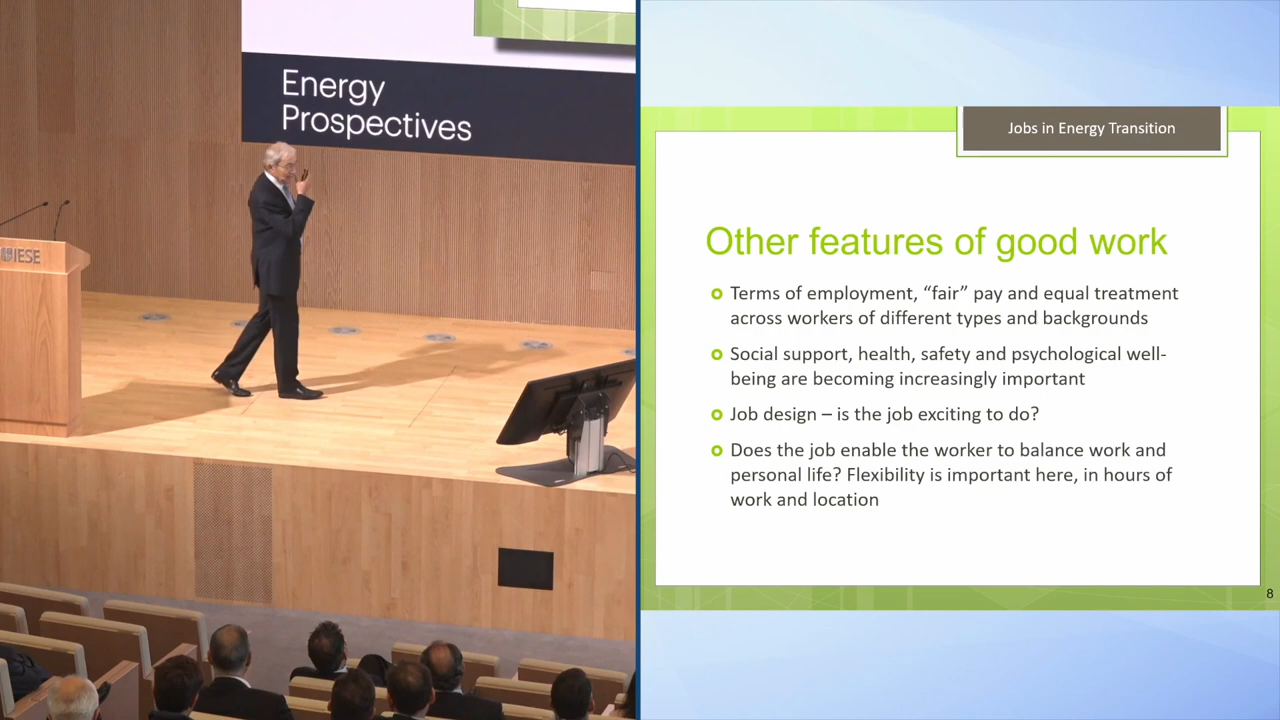 Energy
Prospectives
IESE
Jobs in Energy Transition
Other features of good work
Terms of employment, “fair” pay and equal treatment
across workers of different types and backgrounds
Social support, health, safety and psychological well-
being are becoming increasingly important
Job design – is the job exciting to do?
Does the job enable the worker to balance work and
personal life? Flexibility is important here, in hours of
work and location
8